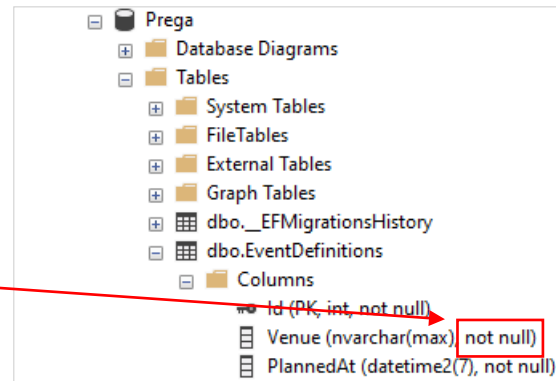 Prega
Database Diagrams
Tables
System Tables
FileTables
External Tables
Graph Tables
dbo.__EFMigrationsHistory
dbo.EventDefinitions
Columns
Id (PK, int, not null)
Venue (nvarchar(max), not null)
PlannedAt (datetime2(7), not null)